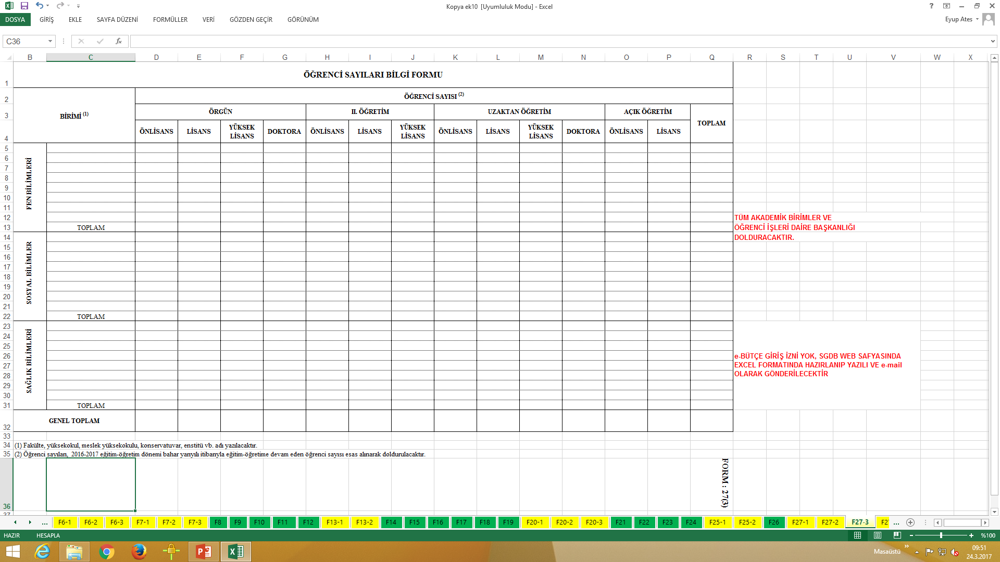 Kopya ek10 [Uyumluluk Modu] - Excel
DOSYA GİRİŞ EKLE SAYFA DÜZENİ FORMÜLLER VERİ GÖZDEN GEÇİR GÖRÜNÜM
Eyup Ates
C36
B C D E F G H I J K L M N O P Q R S T U V W X
1 ÖĞRENCİ SAYILARI BİLGİ FORMU
2 BİRİMİ (1) ÖĞRENCİ SAYISI (2)
3 ÖRGÜN II. ÖĞRETİM UZAKTAN ÖĞRETİM AÇIK ÖĞRETİM TOPLAM
4 ÖNLİSANS LİSANS YÜKSEK LİSANS DOKTORA ÖNLİSANS LİSANS YÜKSEK LİSANS ÖNLİSANS LİSANS YÜKSEK LİSANS DOKTORA ÖNLİSANS LİSANS
FEN BİLİMLERİ
5
6
7
8
9
10
11
12 TÜM AKADEMİK BİRİMLER VE
13 TOPLAM ÖĞRENCİ İŞLERİ DAİRE BAŞKANLIĞI
14 DOLDURACAKTIR.
SOSYAL BİLİMLER
15
16
17
18
19
20
21
22 TOPLAM
SAĞLIK BİLİMLERİ
23
24
25
26
27
28
29
30
e-BÜTÇE GİRİŞ İZNİ YOK, SGDB WEB SAFYASINDA
EXCEL FORMATINDA HAZIRLANIP YAZILI VE e-mail
OLARAK GÖNDERİLECEKTİR
31 TOPLAM
32 GENEL TOPLAM
33
34 (1) Fakülte, yüksekokul, meslek yüksekokulu, konservatuvar, enstitü vb. adı yazılacaktır.
35 (2) Öğrenci sayıları, 2016-2017 eğitim-öğretim dönemi bahar yarıyılı itibarıyla eğitim-öğretime devam eden öğrenci sayısı esas alınarak doldurulacaktır.
36 FORM : 27(3)
37
... F6-1 F6-2 F6-3 F7-1 F7-2 F7-3 F8 F9 F10 F11 F12 F13-1 F13-2 F14 F15 F16 F17 F18 F19 F20-1 F20-2 F20-3 F21 F22 F23 F24 F25-1 F25-2 F26 F27-1 F27-2 F27-3 F2 ...
HAZIR HESAPLA %100
Masaüstü 09:51
24.3.2017